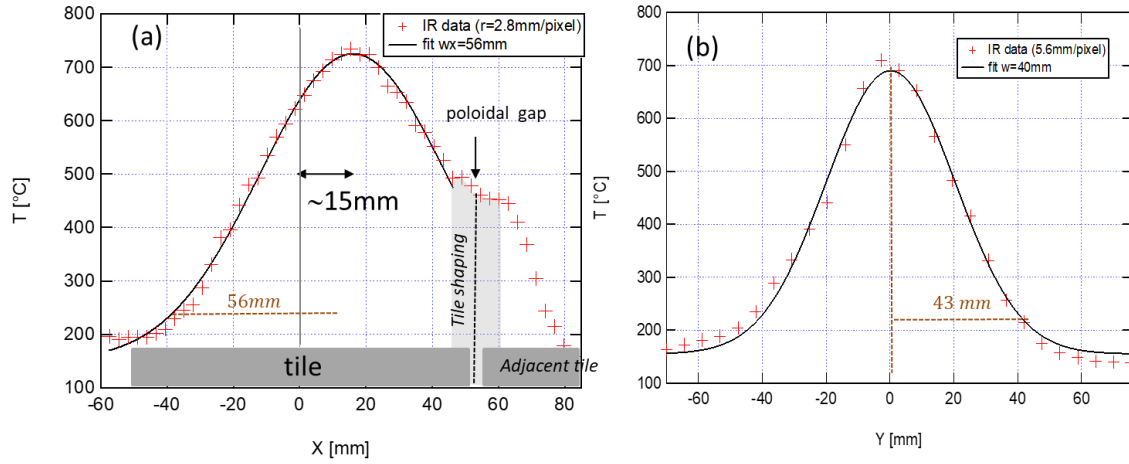 (a)
IR data (r=2.8mm/pixel)
fit wx=56mm
poloidal gap
~15mm
56mm
Tile shaping
tile
Adjacent tile
T [°C]
800
700
600
500
400
300
200
100
-60
-40
-20
0
20
40
60
80
X [mm]
(b)
IR data (5.6mm/pixel)
fit w=40mm
43 mm
T [°C]
800
700
600
500
400
300
200
100
-60
-40
-20
0
20
40
60
Y [mm]